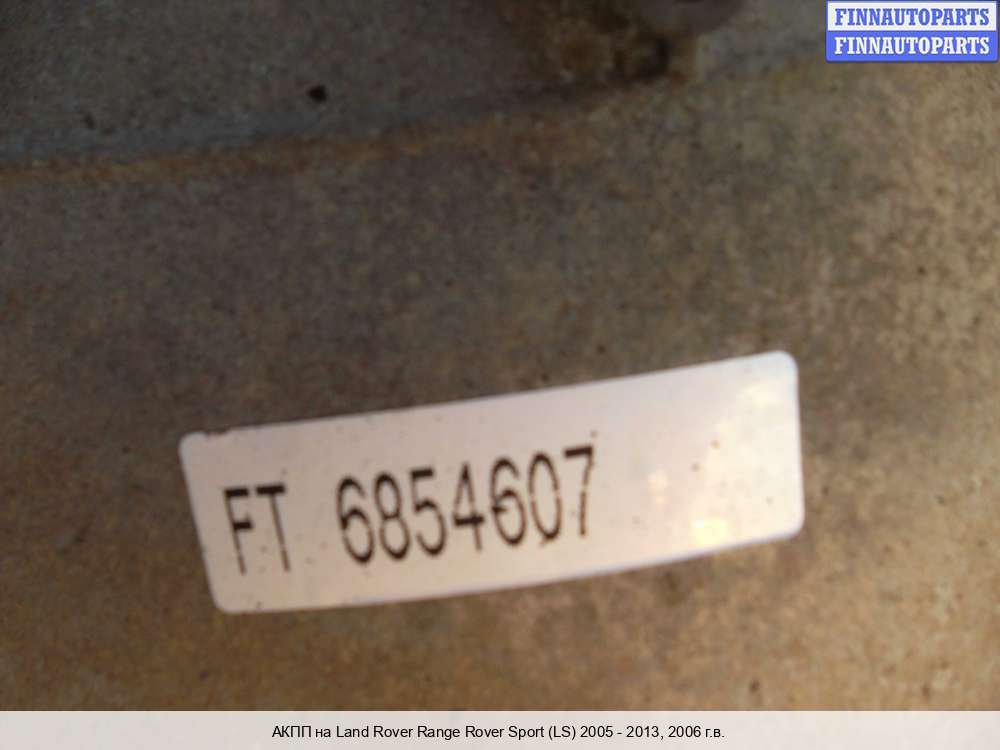 FINNAUTOPARTS
FINNAUTOPARTS
FT 6854607
АКПП на Land Rover Range Rover Sport (LS) 2005 - 2013, 2006 г.в.